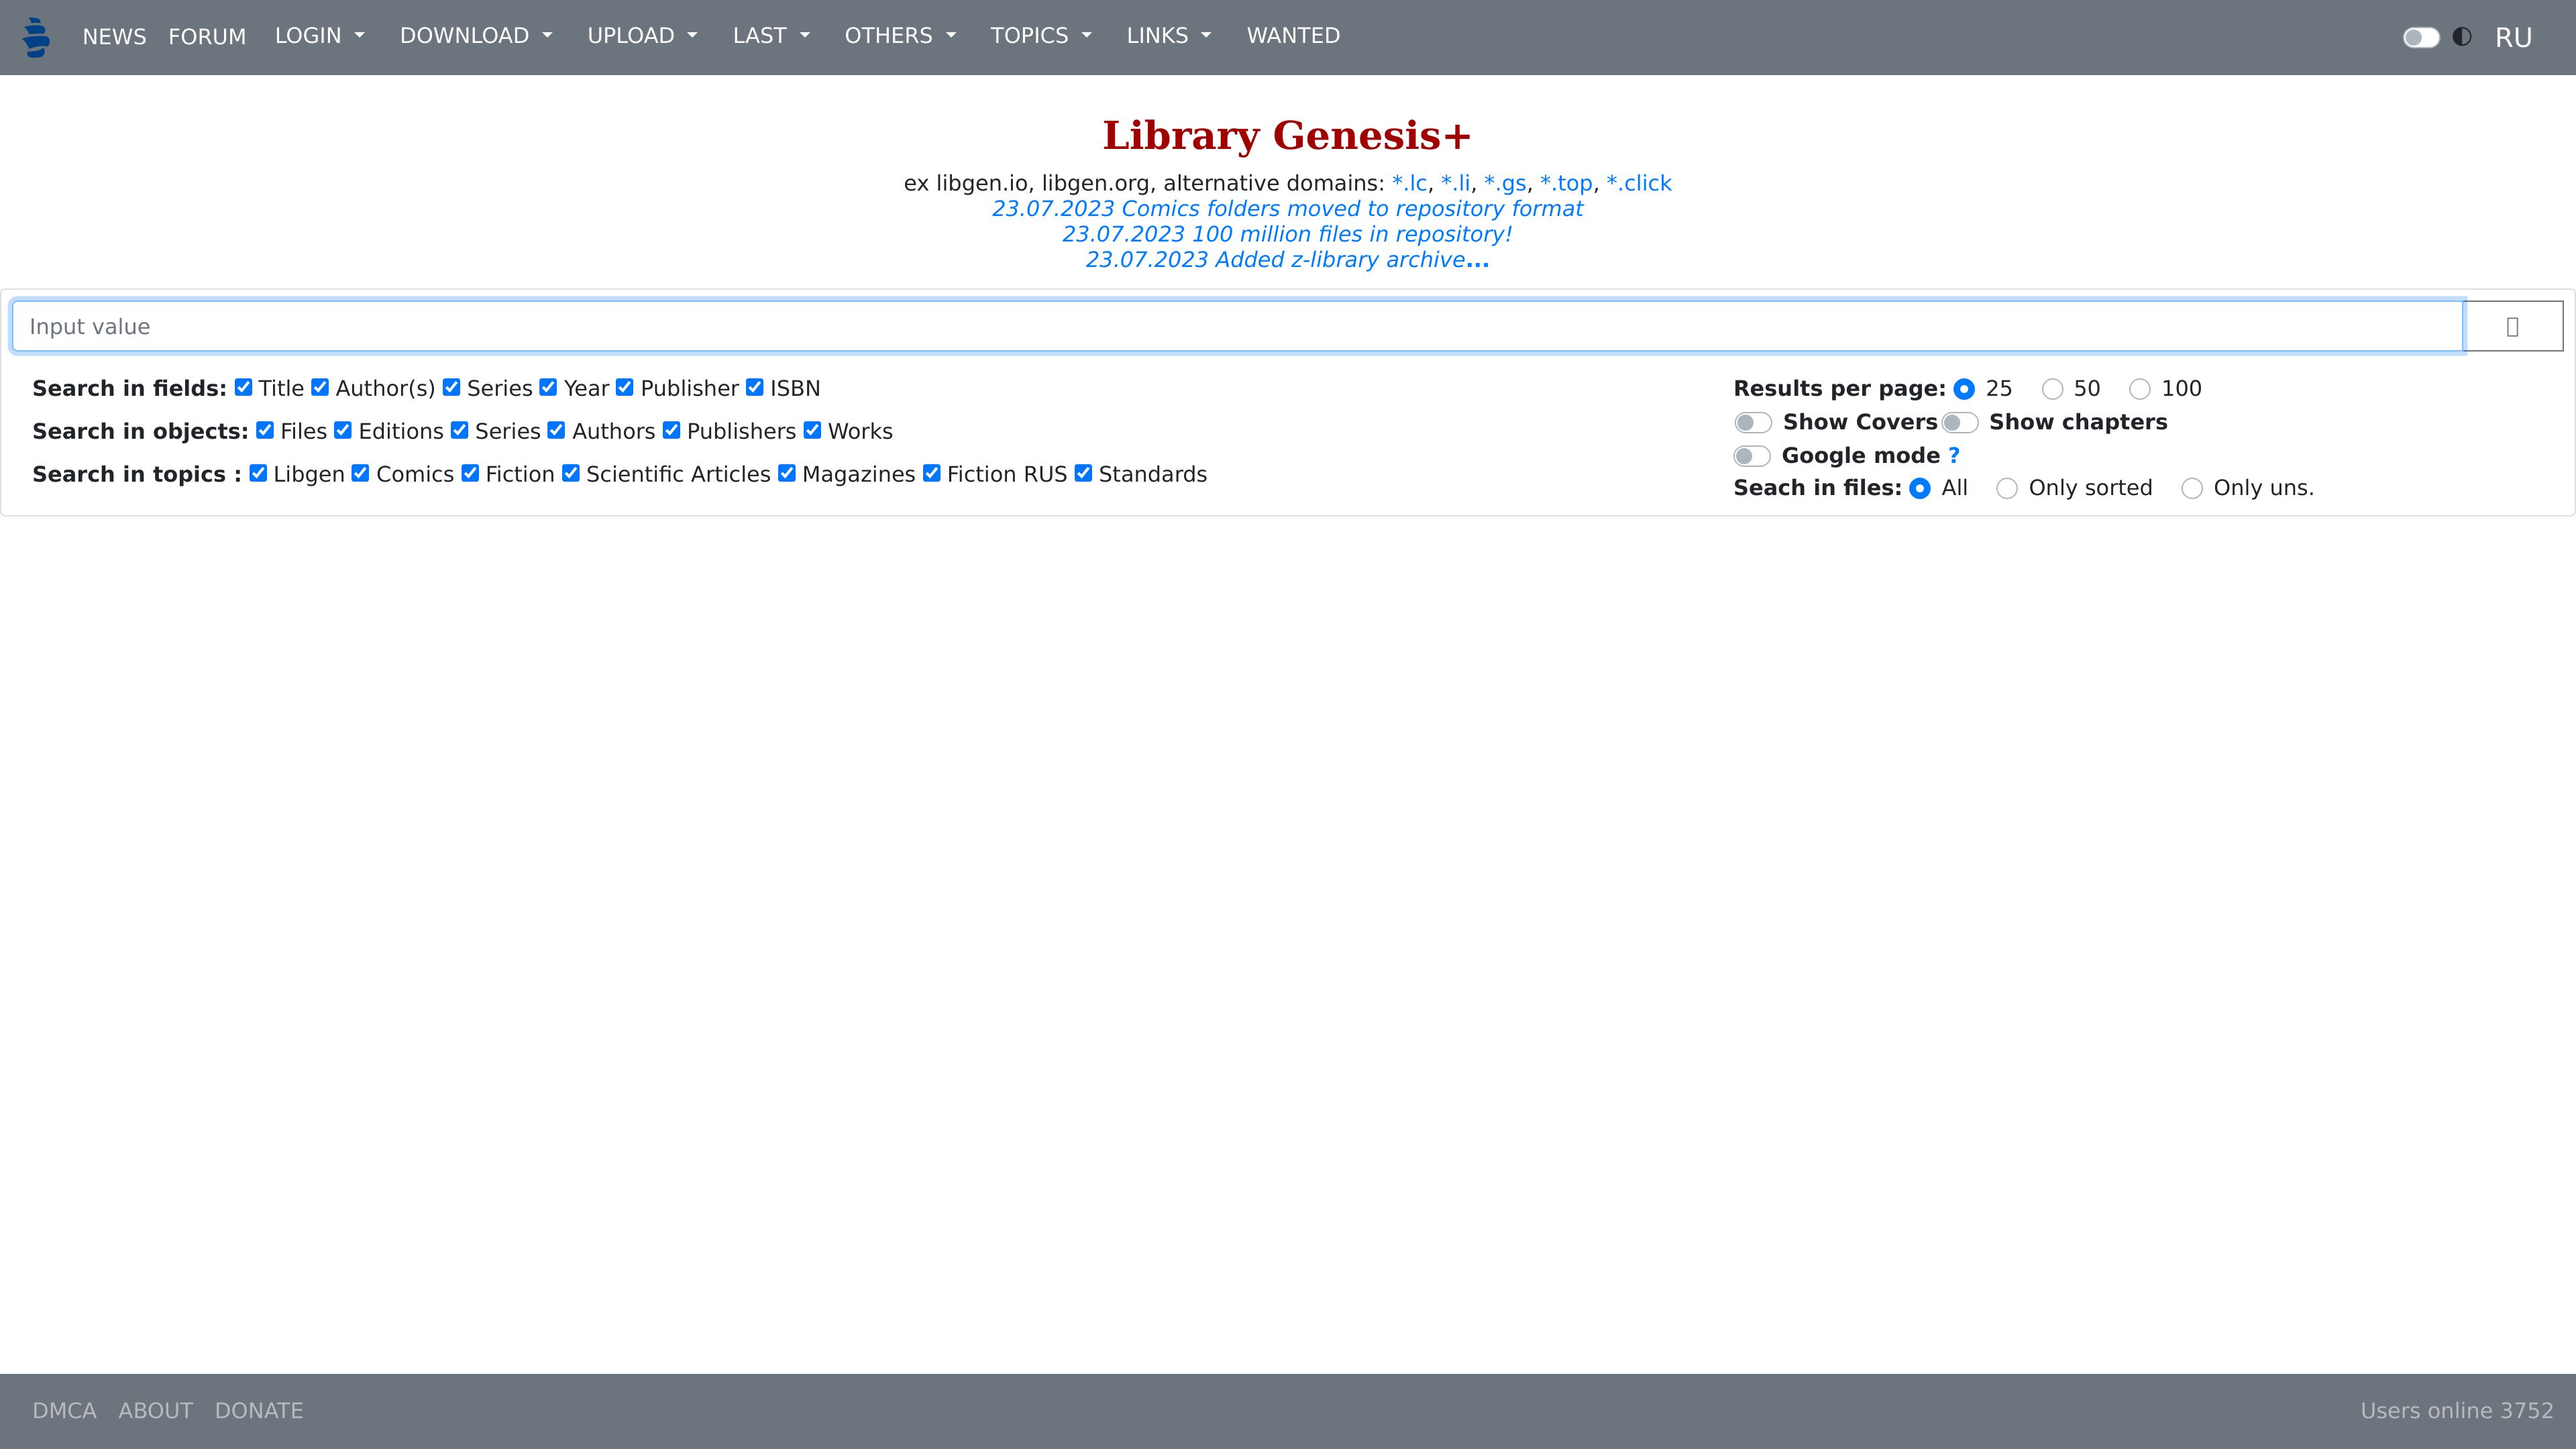 NEWS FORUM LOGIN DOWNLOAD UPLOAD LAST OTHERS TOPICS LINKS WANTED RU
Library Genesis+
ex libgen.io, libgen.org, alternative domains: *.lc, *.li, *.gs, *.top, *.click
23.07.2023 Comics folders moved to repository format
23.07.2023 100 million files in repository!
23.07.2023 Added z-library archive...
Input value
Search in fields: Title Author(s) Series Year Publisher ISBN
Search in objects: Files Editions Series Authors Publishers Works
Search in topics : Libgen Comics Fiction Scientific Articles Magazines Fiction RUS Standards
Results per page: 25 50 100
Show Covers Show chapters
Google mode ?
Seach in files: All Only sorted Only uns.
DMCA ABOUT DONATE Users online 3752